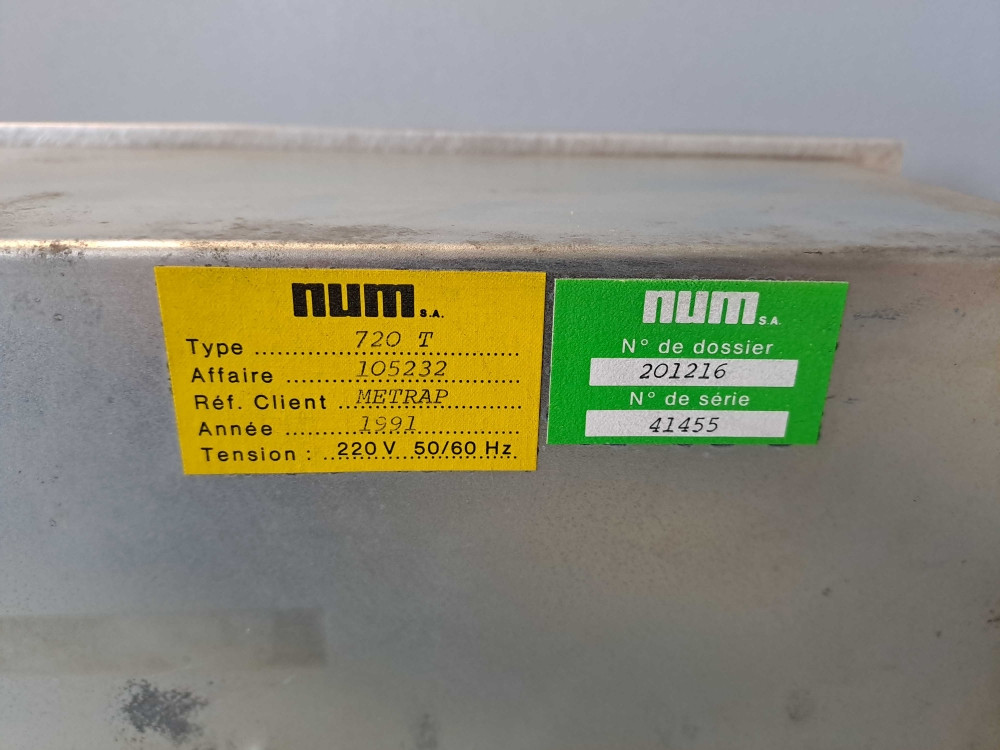 num S.A.
Type ........ 720 T
Affaire ........ 105232
Réf. Client ........ METRAP
Année ........ 1991
Tension : ........ 220 V 50/60 Hz
num S.A.
N° de dossier
201216
N° de série
41455